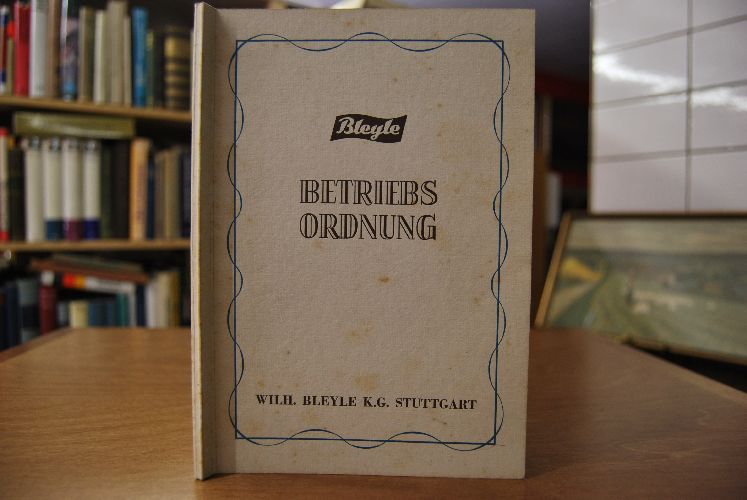 Bleyle
BETRIEBS
ORDNUNG
WILH. BLEYLE K.G. STUTTGART